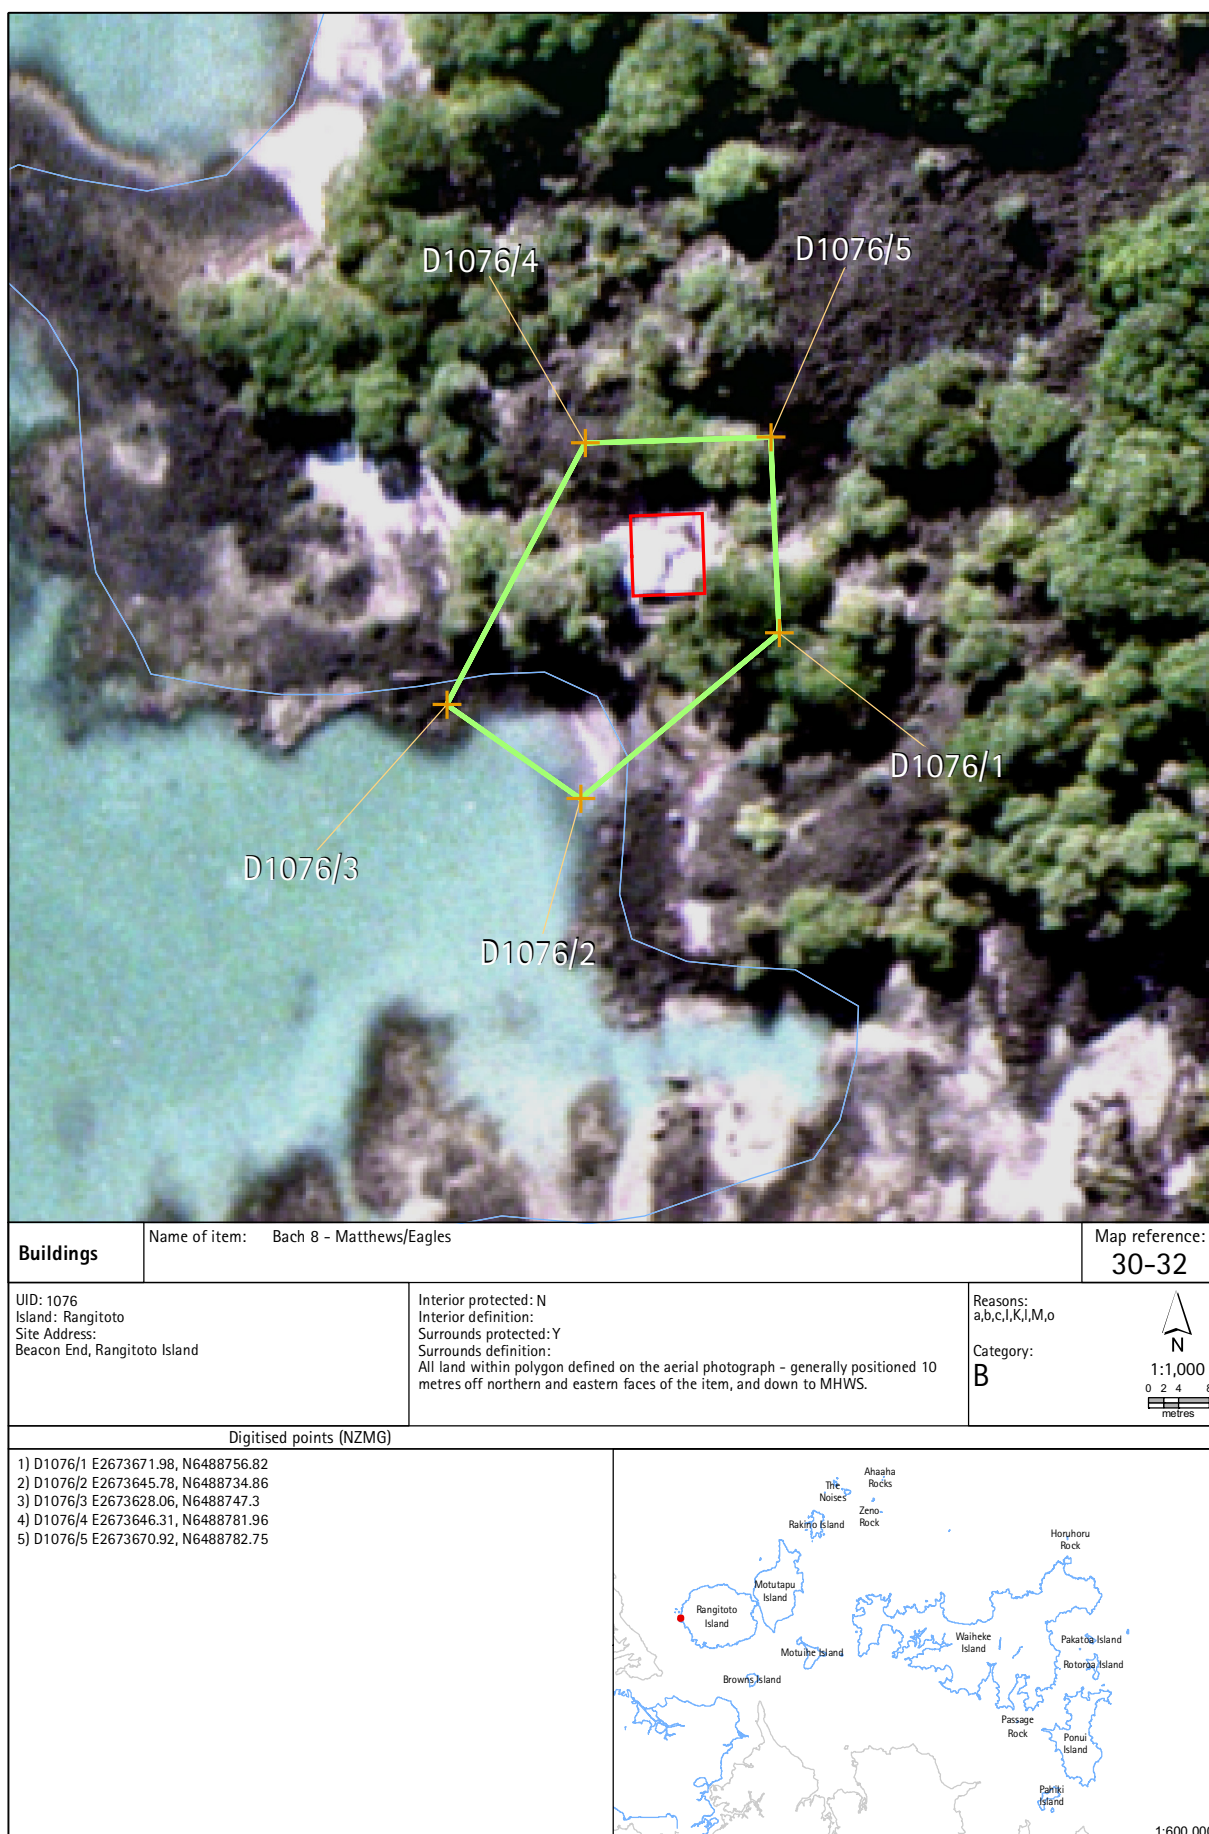 D1076/4
D1076/5
D1076/1
D1076/3
D1076/2
Buildings
Name of item: Bach 8 - Matthews/Eagles
Map reference:
30-32
UID: 1076
Island: Rangitoto
Site Address:
Beacon End, Rangitoto Island
Interior protected: N
Interior definition:
Surrounds protected: Y
Surrounds definition:
All land within polygon defined on the aerial photograph - generally positioned 10
metres off northern and eastern faces of the item, and down to MHWS.
Reasons:
a,b,c,I,K,l,M,o
Category:
B
N
1:1,000
0 2 4 8
metres
Digitised points (NZMG)
1) D1076/1 E2673671.98, N6488756.82
2) D1076/2 E2673645.78, N6488734.86
3) D1076/3 E2673628.06, N6488747.3
4) D1076/4 E2673646.31, N6488781.96
5) D1076/5 E2673670.92, N6488782.75
Ahaaha
Rocks
The
Noises
Zeno
Rock
Rakino Island
Horuhoru
Rock
Motutapu
Island
Rangitoto
Island
Waiheke
Island
Pakatoa Island
Motuihe Island
Rotoroa Island
Browns Island
Passage
Rock
Ponui
Island
Pahiki
Island
1:600,000